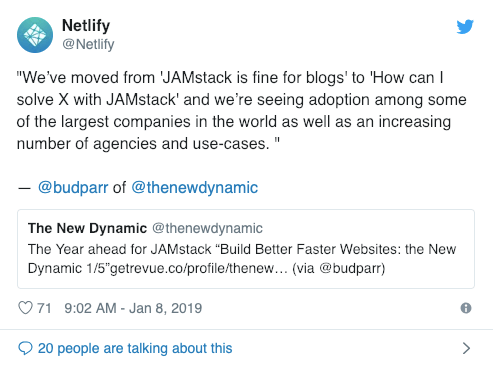 Netlify
@Netlify
"We’ve moved from 'JAMstack is fine for blogs' to 'How can I
solve X with JAMstack' and we’re seeing adoption among some
of the largest companies in the world as well as an increasing
number of agencies and use-cases. "
— @budparr of @thenewdynamic
The New Dynamic @thenewdynamic
The Year ahead for JAMstack “Build Better Faster Websites: the New
Dynamic 1/5”getrevue.co/profile/thenew… (via @budparr)
71 9:02 AM - Jan 8, 2019
20 people are talking about this